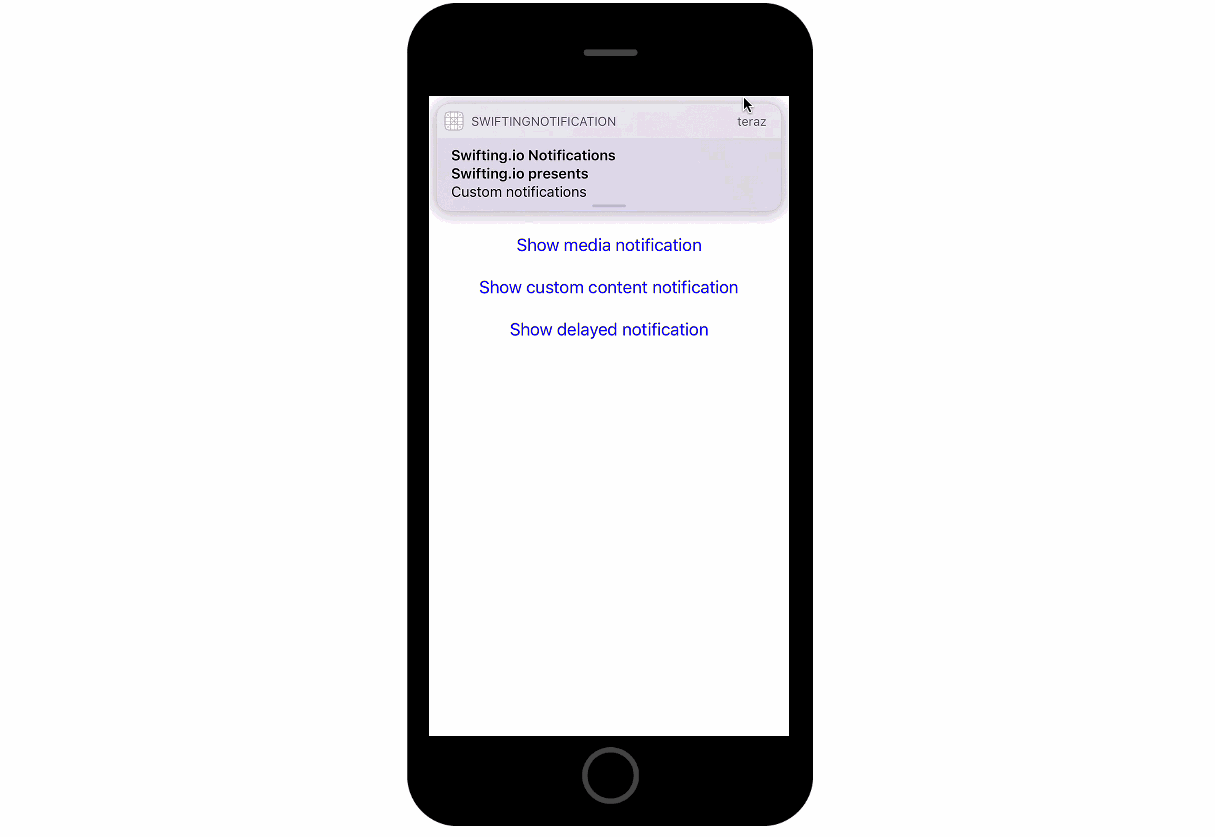 SWIFTINGNOTIFICATION teraz
Swifting.io Notifications
Swifting.io presents
Custom notifications
Show media notification
Show custom content notification
Show delayed notification